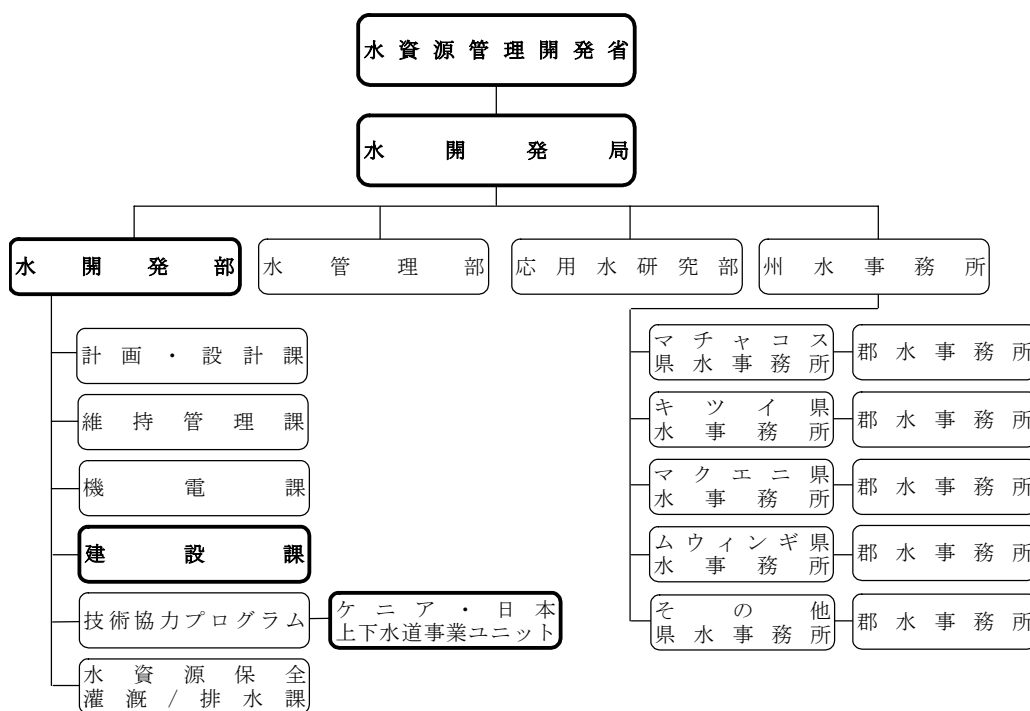 水資源管理開発省
水開発局
水開発部
水管理部
応用水研究部
州水事務所
計画・設計課
維持管理課
機電課
建設課
技術協力プログラム
ケニア・日本
上下水道事業ユニット
水資源保全
灌漑/排水課
マチャコス
県水事務所
郡水事務所
キツイ県
水事務所
郡水事務所
マクエニ県
水事務所
郡水事務所
ムウィンギ県
水事務所
郡水事務所
その他
県水事務所
郡水事務所